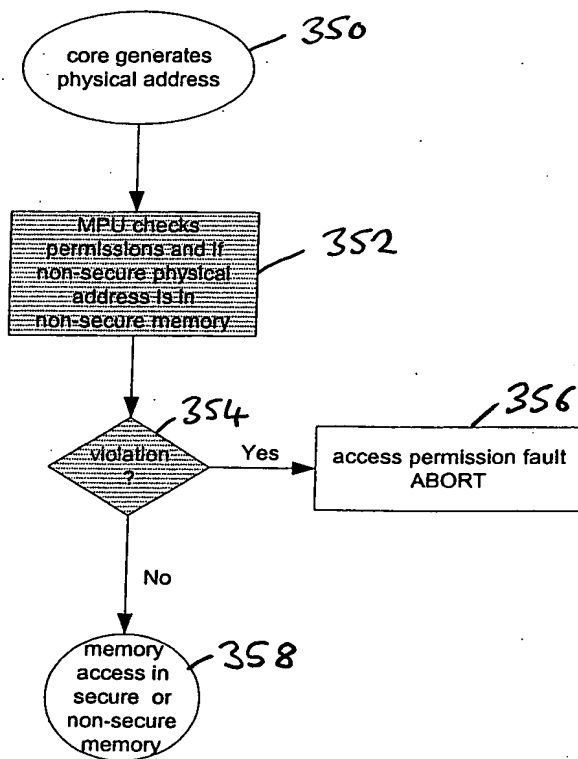 350
core generates
physical address
MPU checks
permissions and if
non-secure physical
address is in
non-secure memory
352
354
violation
?
Yes
356
access permission fault
ABORT
No
358
memory
access in
secure or
non-secure
memory